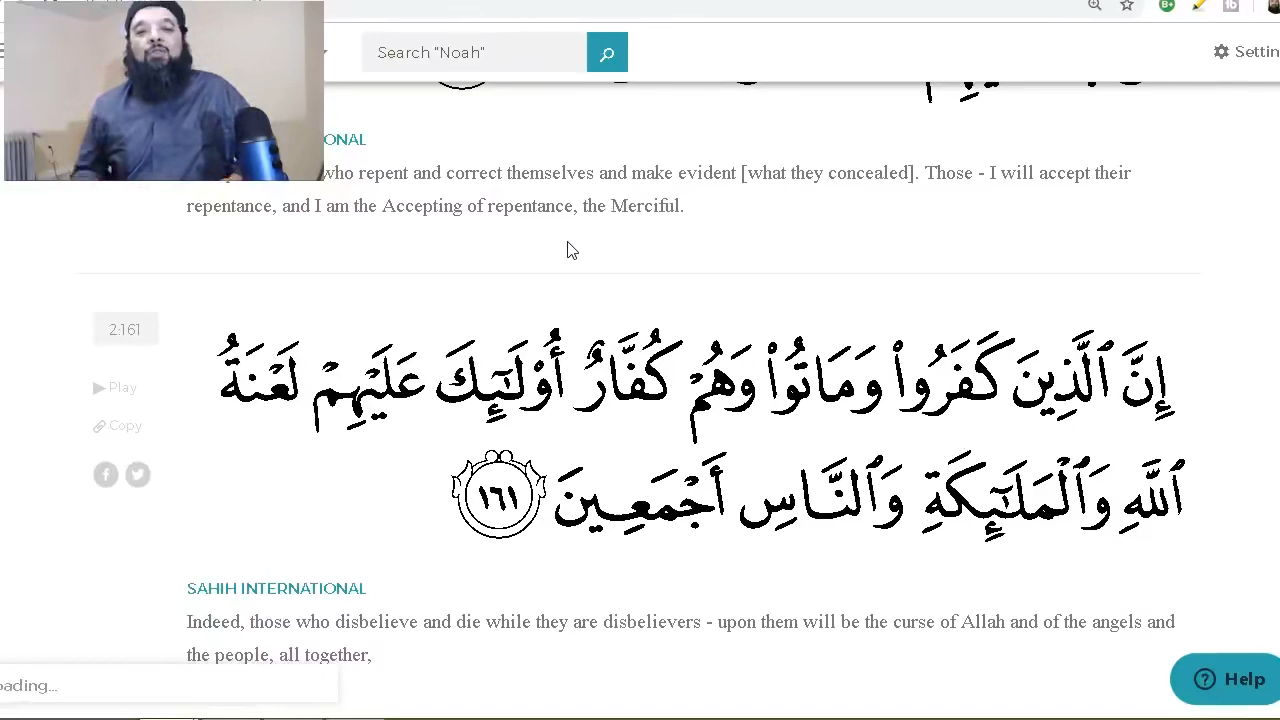 Search "Noah"
Settin
ONAL
who repent and correct themselves and make evident [what they concealed]. Those - I will accept their
repentance, and I am the Accepting of repentance, the Merciful.
2:161
إِنَّ ٱلَّذِينَ كَفَرُوا۟ وَمَاتُوا۟ وَهُمْ كُفَّارٌ أُو۟لَـٰٓئِكَ عَلَيْهِمْ لَعْنَةُ
ٱللَّهِ وَٱلْمَلَـٰٓئِكَةِ وَٱلنَّاسِ أَجْمَعِينَ ١٦١
Play
Copy
SAHIH INTERNATIONAL
Indeed, those who disbelieve and die while they are disbelievers - upon them will be the curse of Allah and of the angels and
the people, all together,
oading...
Help